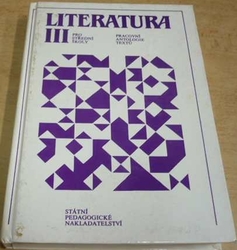 LITERATURA
III
PRO
STŘEDNÍ
ŠKOLY
PRACOVNÍ
ANTOLOGIE
TEXTŮ
STÁTNÍ
PEDAGOGICKÉ
NAKLADATELSTVÍ